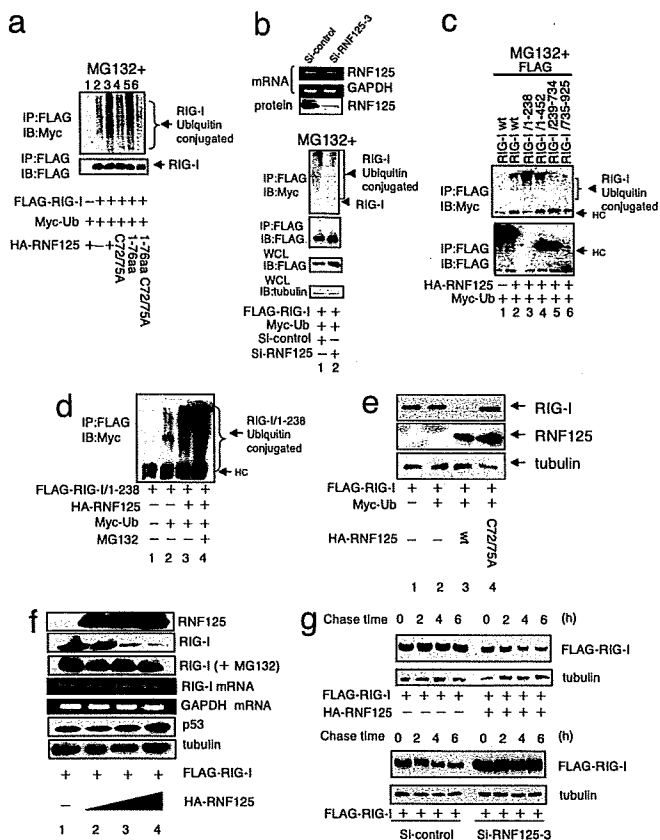 a
MG132+
1 2 3 4 5 6
IP:FLAG
IB:Myc
RIG-I
Ubiquitin
conjugated
IP:FLAG
IB:FLAG
RIG-I
FLAG-RIG-I − + + + + +
Myc-Ub + + + + + +
HA-RNF125 + − + C72/75A 1-76aa 1-76aa C72/75A
b
Si-control
Si-RNF125-3
mRNA
RNF125
GAPDH
protein
RNF125
MG132+
IP:FLAG
IB:Myc
RIG-I
Ubiquitin
conjugated
RIG-I
IP:FLAG
IB:FLAG
WCL
IB:FLAG
WCL
IB:tubulin
FLAG-RIG-I + +
Myc-Ub + +
Si-control + −
Si-RNF125 − +
1 2
c
MG132+
FLAG
RIG-I wt
RIG-I wt
RIG-I /1-238
RIG-I /1-452
RIG-I /239-734
RIG-I /735-925
IP:FLAG
IB:Myc
RIG-I
Ubiquitin
conjugated
HC
IP:FLAG
IB:FLAG
HC
HA-RNF125 − + + + + +
Myc-Ub + + + + + +
1 2 3 4 5 6
d
IP:FLAG
IB:Myc
RIG-I/1-238
Ubiquitin
conjugated
HC
FLAG-RIG-I/1-238 + + + +
HA-RNF125 − − + +
Myc-Ub − + + +
MG132 − − − +
1 2 3 4
e
RIG-I
RNF125
tubulin
FLAG-RIG-I + + + +
Myc-Ub − + + +
HA-RNF125 − − wt C72/75A
1 2 3 4
f
RNF125
RIG-I
RIG-I (+ MG132)
RIG-I mRNA
GAPDH mRNA
p53
tubulin
+ + + + FLAG-RIG-I
− HA-RNF125
1 2 3 4
g
Chase time 0 2 4 6 0 2 4 6 (h)
FLAG-RIG-I
tubulin
FLAG-RIG-I + + + + + + + +
HA-RNF125 − − − − + + + +
Chase time 0 2 4 6 0 2 4 6 (h)
FLAG-RIG-I
tubulin
FLAG-RIG-I + + + + + + + +
Si-control Si-RNF125-3